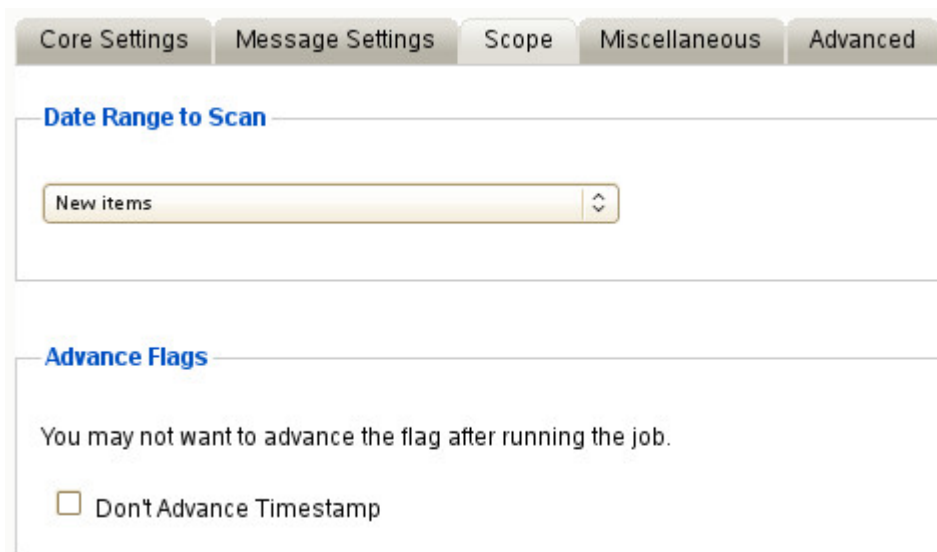 Core Settings Message Settings Scope Miscellaneous Advanced
Date Range to Scan
New items
Advance Flags
You may not want to advance the flag after running the job.
Don't Advance Timestamp